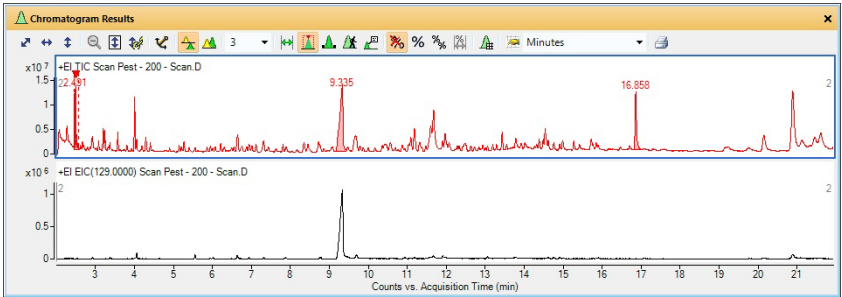 Chromatogram Results
3 % % Minutes
x10 7 +EI TIC Scan Pest - 200 - Scan.D
1.5 2 2.491 9.335 16.858 2
1
0.5
0
x10 6 +EI EIC(129.0000) Scan Pest - 200 - Scan.D
2 2
1
0.5
0
3 4 5 6 7 8 9 10 11 12 13 14 15 16 17 18 19 20 21
Counts vs. Acquisition Time (min)